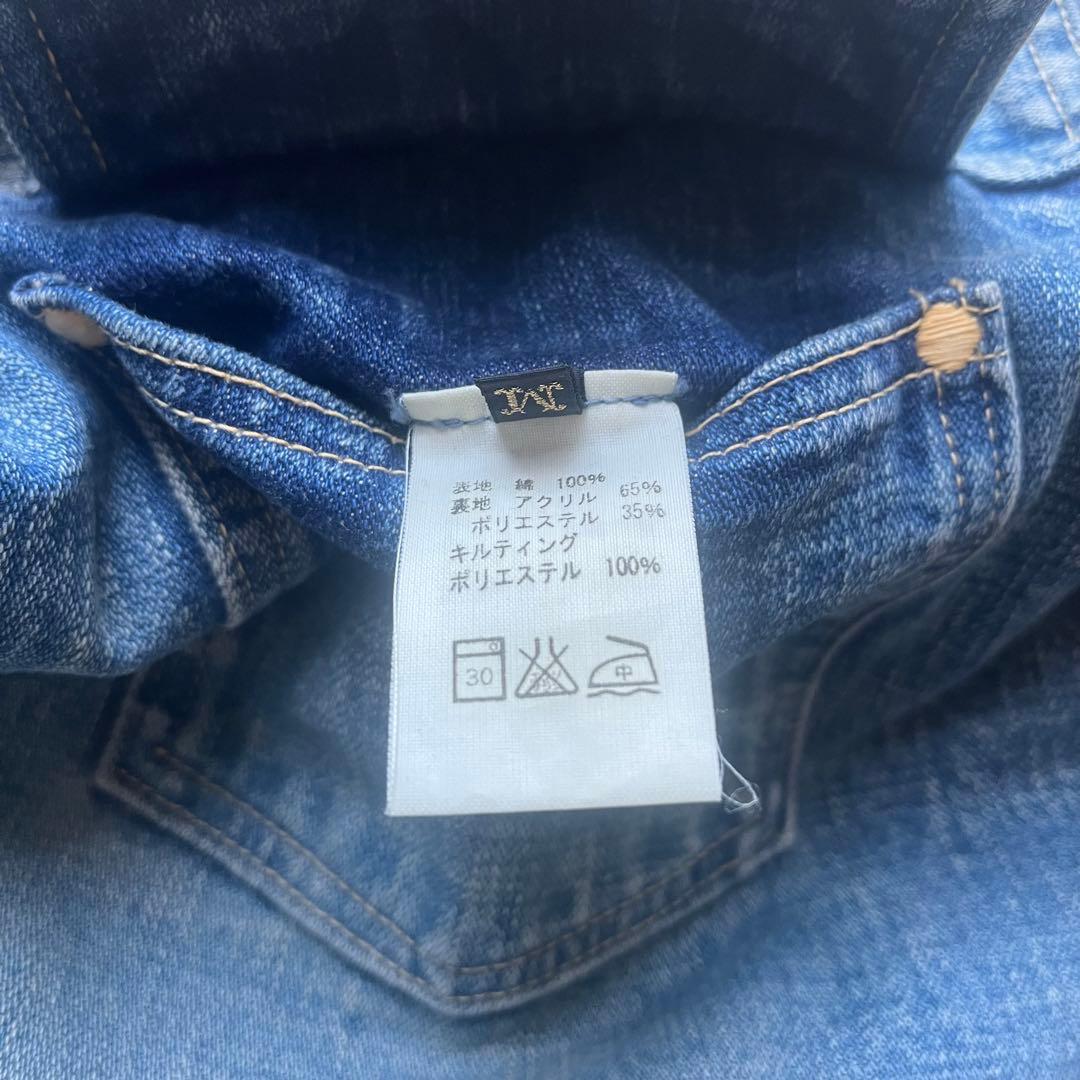 M
表地 綿 100%
裏地 アクリル 65%
ポリエステル 35%
キルティング
ポリエステル 100%
30
中